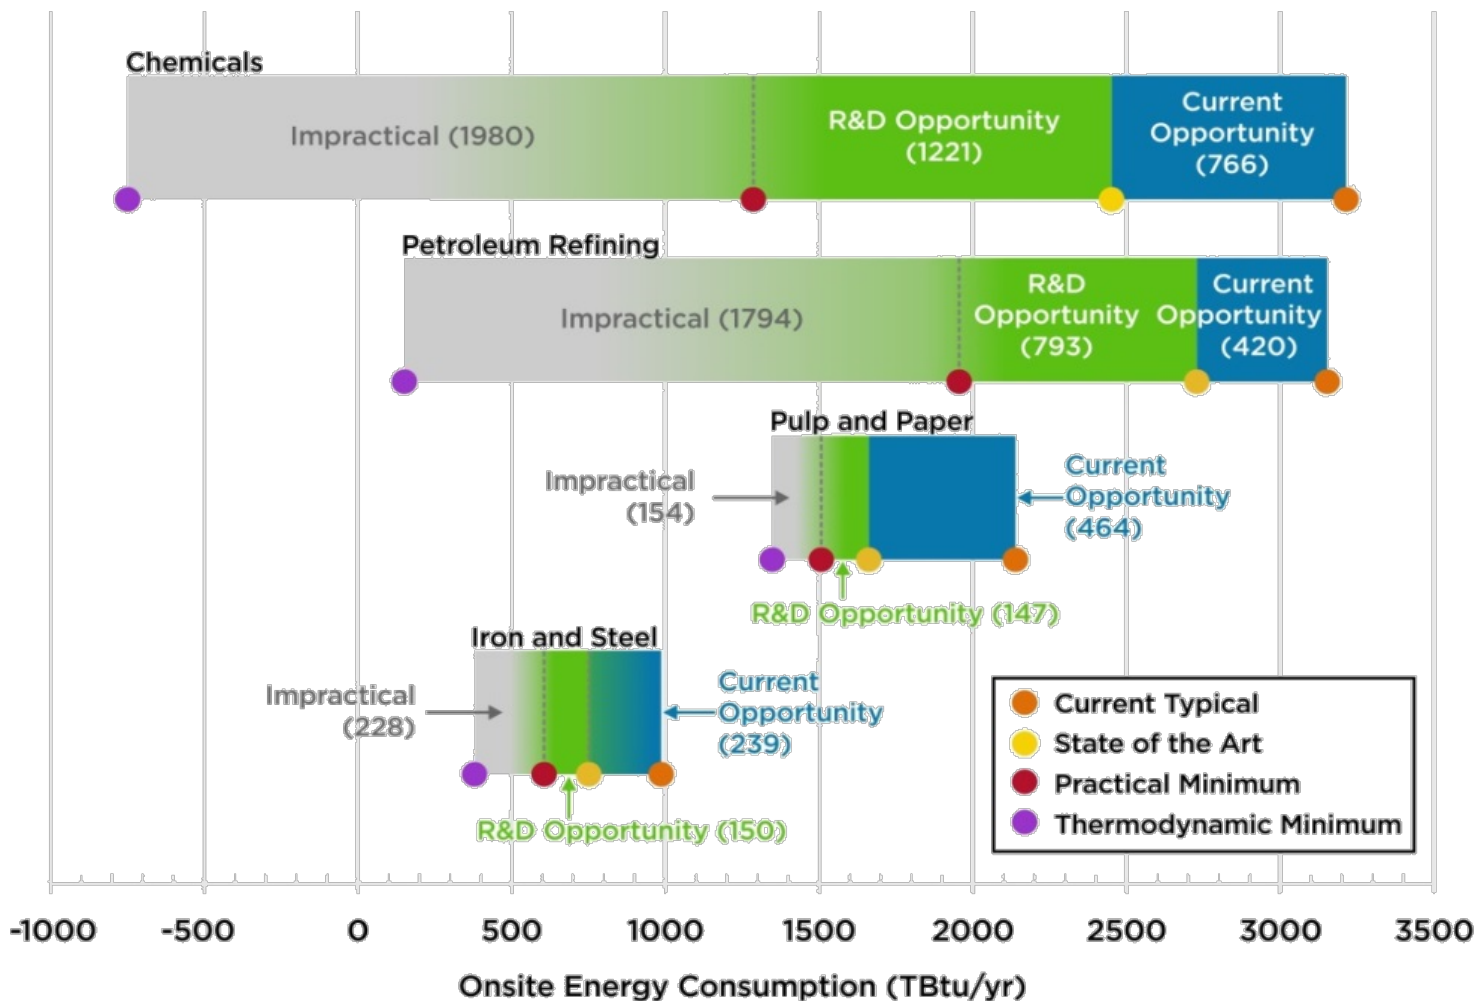 Chemicals
Impractical (1980)
R&D Opportunity
(1221)
Current
Opportunity
(766)
Petroleum Refining
Impractical (1794)
R&D
Opportunity
(793)
Current
Opportunity
(420)
Pulp and Paper
Impractical
(154)
Current
Opportunity
(464)
R&D Opportunity (147)
Iron and Steel
Impractical
(228)
Current
Opportunity
(239)
R&D Opportunity (150)
Current Typical
State of the Art
Practical Minimum
Thermodynamic Minimum
-1000 -500 0 500 1000 1500 2000 2500 3000 3500
Onsite Energy Consumption (TBtu/yr)